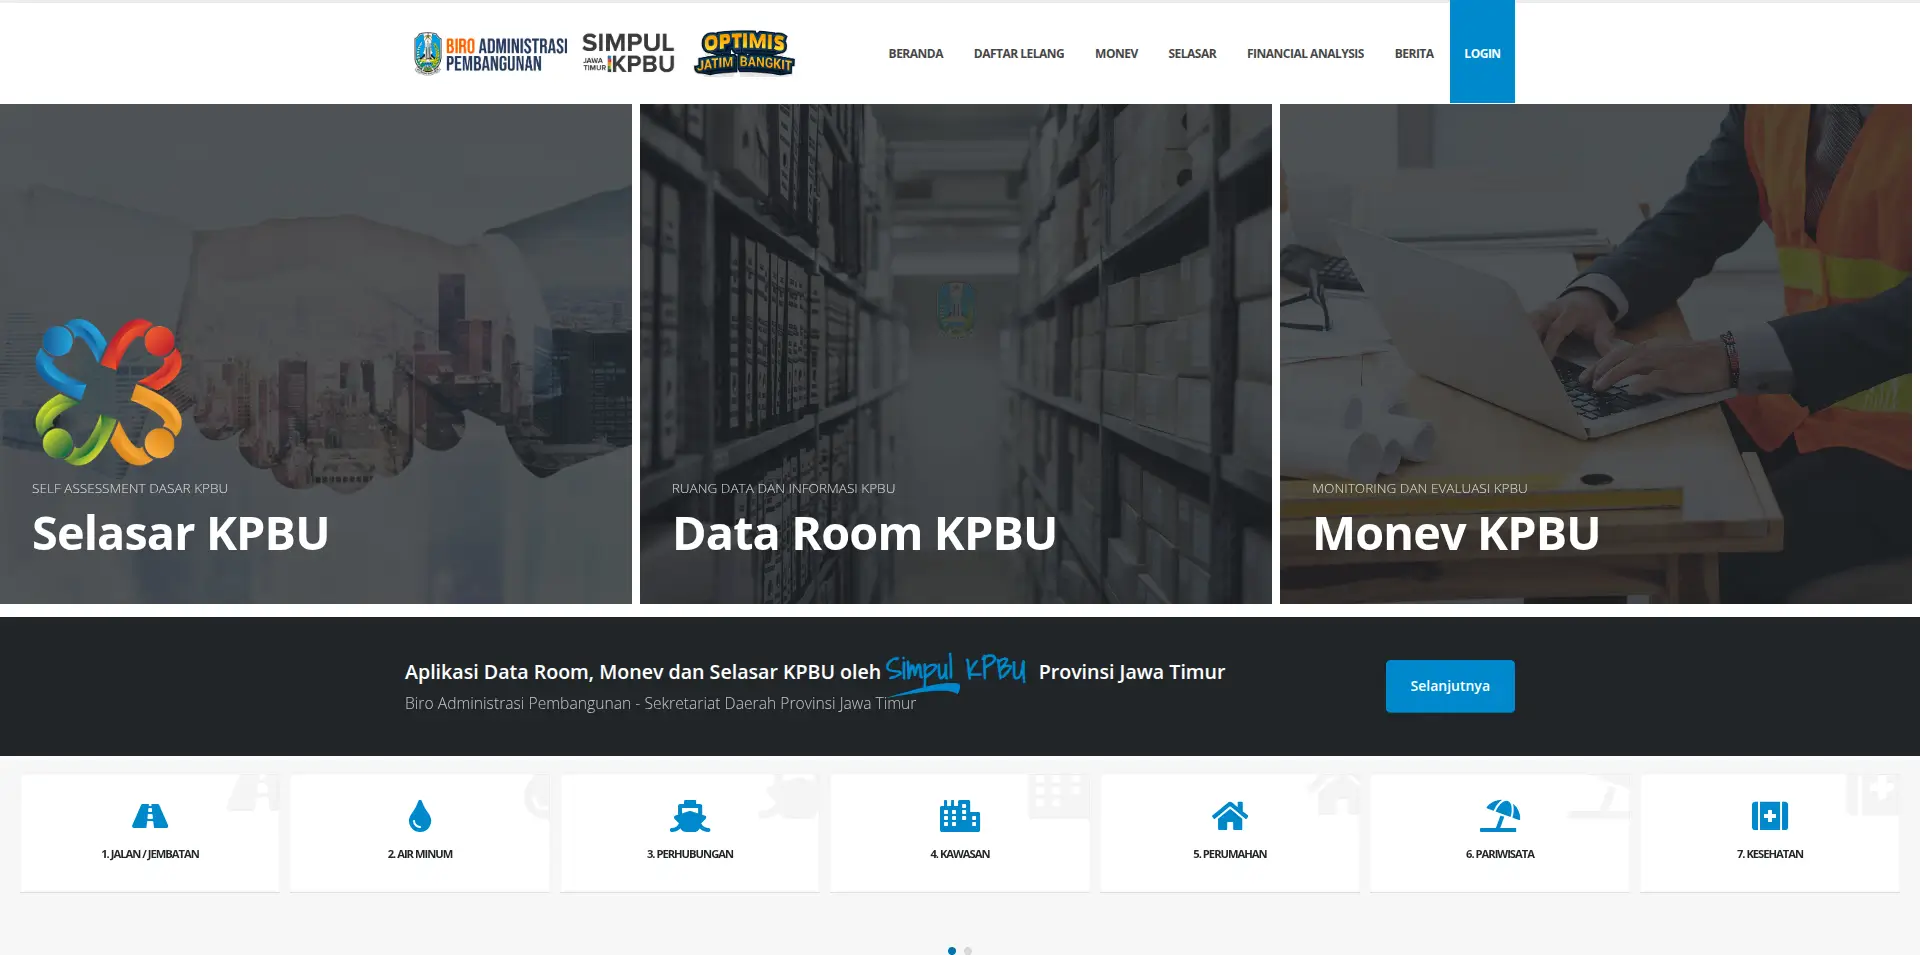 BIRO ADMINISTRASI
PEMBANGUNAN
SIMPUL
JAWA TIMUR KPBU
OPTIMIS
JATIM BANGKIT
BERANDA
DAFTAR LELANG
MONEV
SELASAR
FINANCIAL ANALYSIS
BERITA
LOGIN
SELF ASSESSMENT DASAR KPBU
Selasar KPBU
RUANG DATA DAN INFORMASI KPBU
Data Room KPBU
MONITORING DAN EVALUASI KPBU
Monev KPBU
Aplikasi Data Room, Monev dan Selasar KPBU oleh Simpul KPBU Provinsi Jawa Timur
Biro Administrasi Pembangunan - Sekretariat Daerah Provinsi Jawa Timur
Selanjutnya
1. JALAN / JEMBATAN
2. AIR MINUM
3. PERHUBUNGAN
4. KAWASAN
5. PERUMAHAN
6. PARIWISATA
7. KESEHATAN